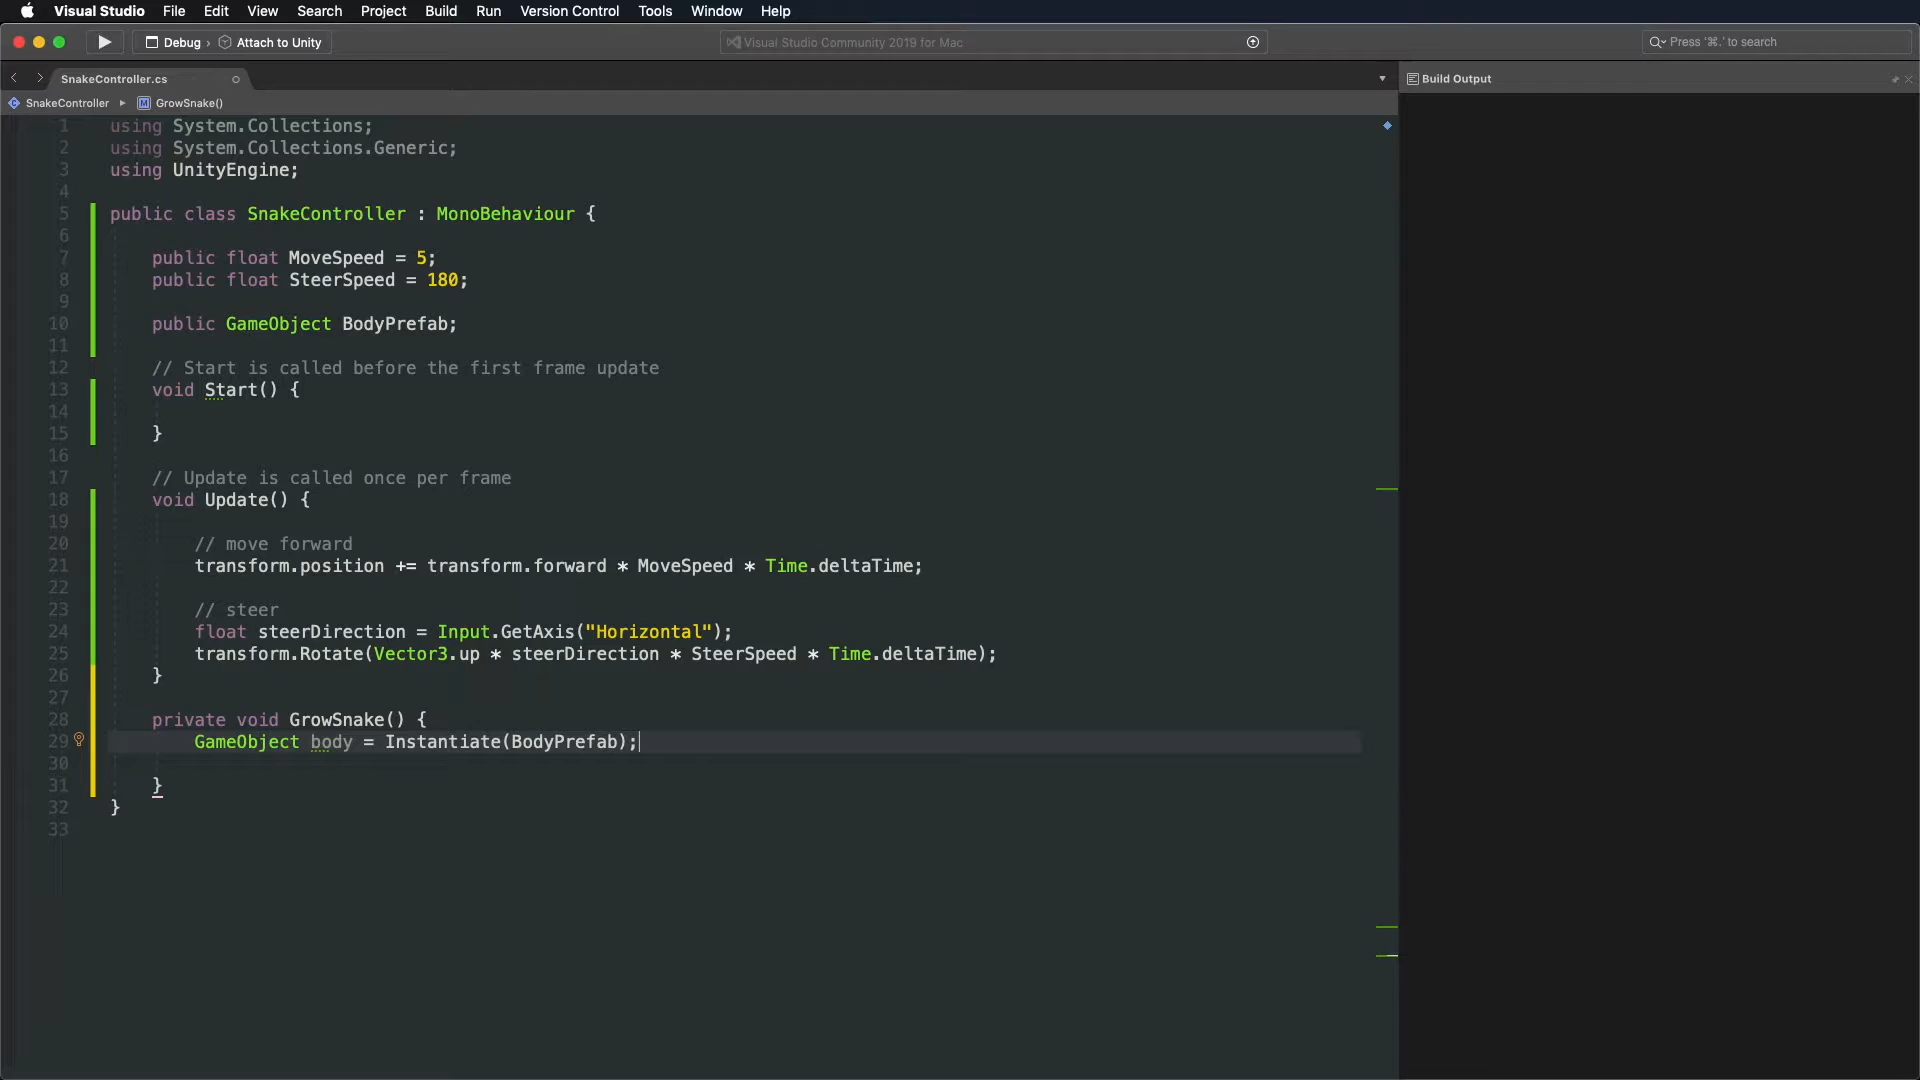 Visual Studio File Edit View Search Project Build Run Version Control Tools Window Help
Debug › Attach to Unity
Visual Studio Community 2019 for Mac
Press '⌘.' to search
SnakeController.cs
Build Output
SnakeController ▸ GrowSnake()
1 using System.Collections;
2 using System.Collections.Generic;
3 using UnityEngine;
4
5 public class SnakeController : MonoBehaviour {
6
7 public float MoveSpeed = 5;
8 public float SteerSpeed = 180;
9
10 public GameObject BodyPrefab;
11
12 // Start is called before the first frame update
13 void Start() {
14
15 }
16
17 // Update is called once per frame
18 void Update() {
19
20 // move forward
21 transform.position += transform.forward * MoveSpeed * Time.deltaTime;
22
23 // steer
24 float steerDirection = Input.GetAxis("Horizontal");
25 transform.Rotate(Vector3.up * steerDirection * SteerSpeed * Time.deltaTime);
26 }
27
28 private void GrowSnake() {
29 GameObject body = Instantiate(BodyPrefab);
30
31 }
32 }
33